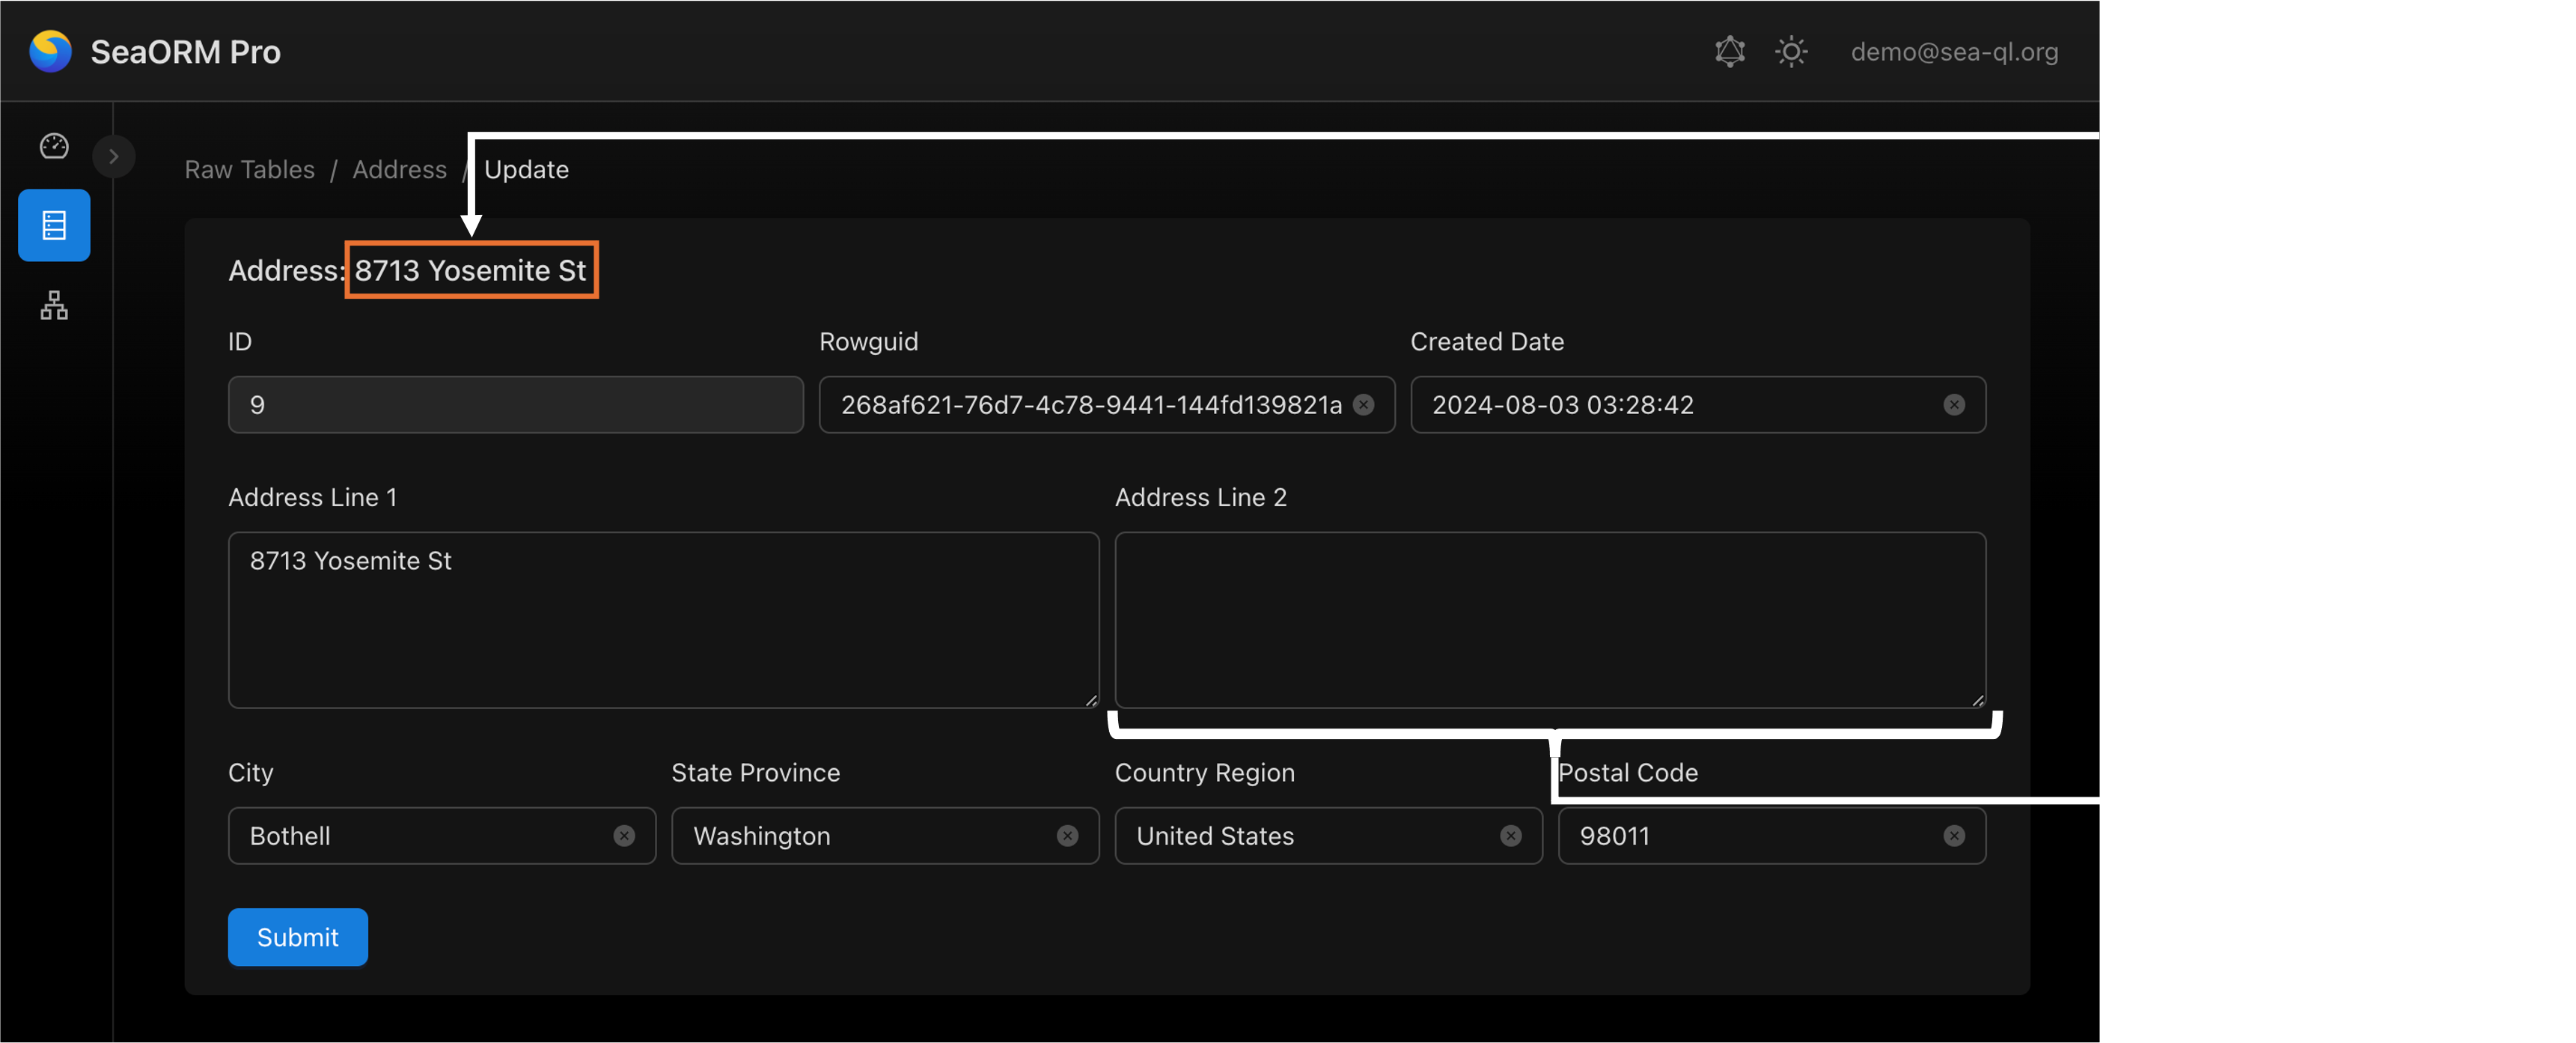 SeaORM Pro
demo@sea-ql.org
Raw Tables / Address / Update
Address: 8713 Yosemite St
ID Rowguid Created Date
9 268af621-76d7-4c78-9441-144fd139821a 2024-08-03 03:28:42
Address Line 1 Address Line 2
8713 Yosemite St
City State Province Country Region Postal Code
Bothell Washington United States 98011
Submit